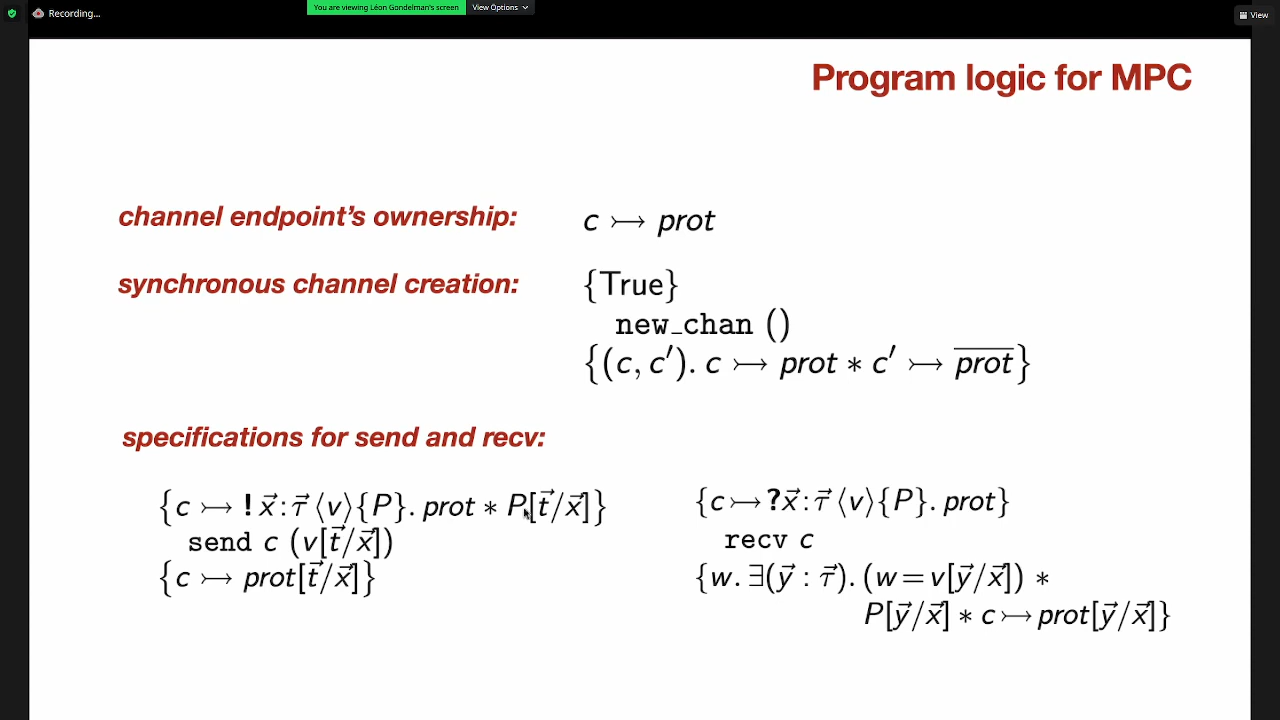 Recording...
You are viewing Léon Gondelman's screen
View Options
View
Program logic for MPC
channel endpoint's ownership: c ↣ prot
synchronous channel creation: {True}
new_chan ()
{(c, c′). c ↣ prot ∗ c′ ↣ p̅r̅o̅t̅}
specifications for send and recv:
{c ↣ ! x⃗ : τ⃗ ⟨v⟩{P}. prot ∗ P[t⃗/x⃗]}
send c (v[t⃗/x⃗])
{c ↣ prot[t⃗/x⃗]}
{c ↣ ?x⃗ : τ⃗ ⟨v⟩{P}. prot}
recv c
{w. ∃(y⃗ : τ⃗). (w = v[y⃗/x⃗]) ∗
P[y⃗/x⃗] ∗ c ↣ prot[y⃗/x⃗]}